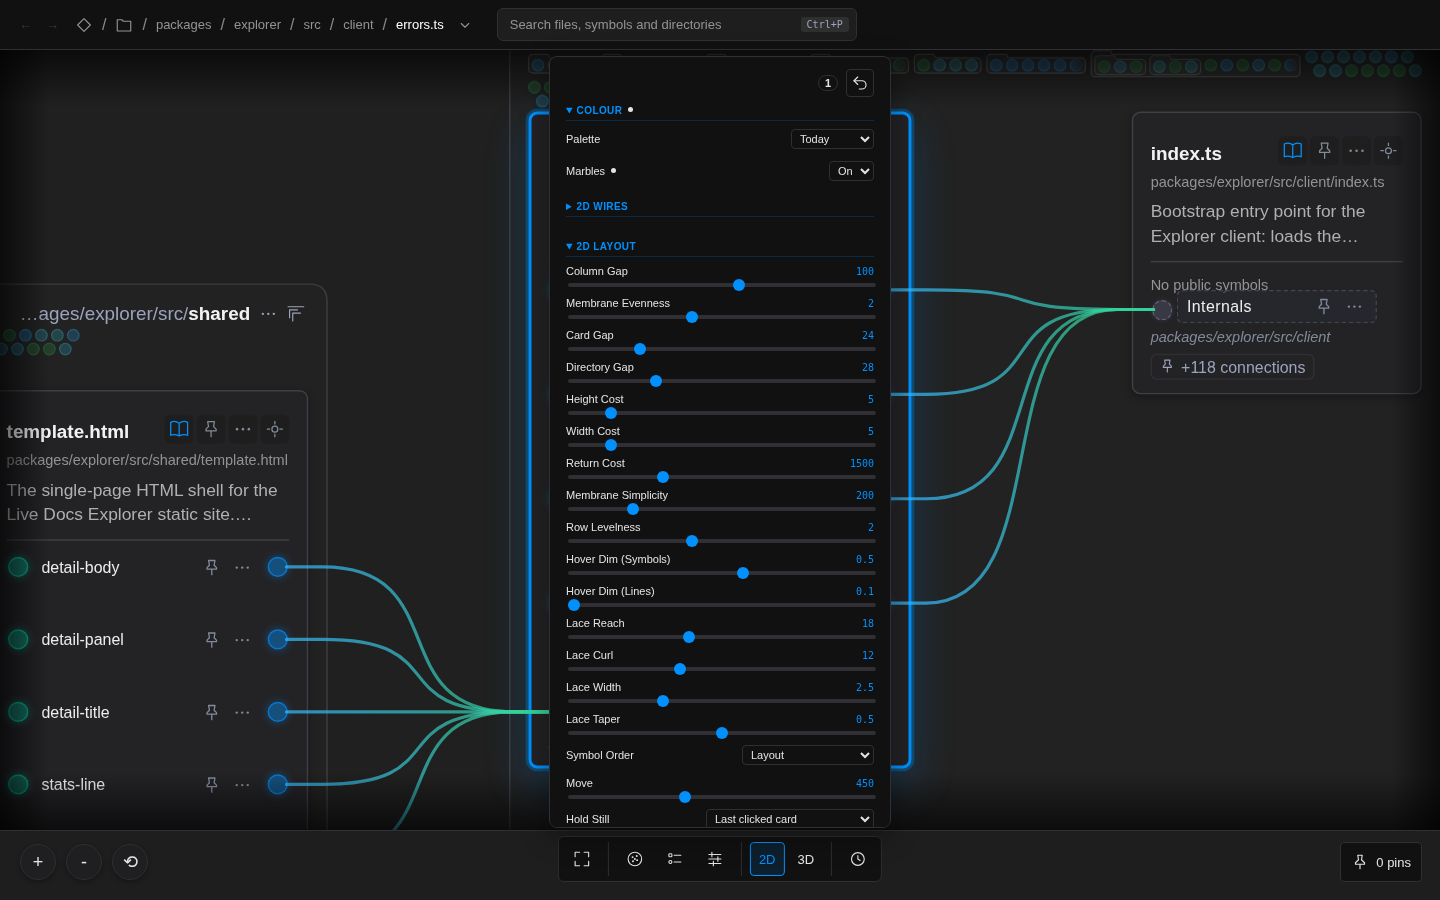 / / packages / explorer / src / client / errors.ts
Search files, symbols and directories Ctrl+P
1
COLOUR
Palette Today
Marbles On
2D WIRES
2D LAYOUT
Column Gap 100
Membrane Evenness 2
Card Gap 24
Directory Gap 28
Height Cost 5
Width Cost 5
Return Cost 1500
Membrane Simplicity 200
Row Levelness 2
Hover Dim (Symbols) 0.5
Hover Dim (Lines) 0.1
Lace Reach 18
Lace Curl 12
Lace Width 2.5
Lace Taper 0.5
Symbol Order Layout
Move 450
Hold Still Last clicked card
…ages/explorer/src/shared
template.html
packages/explorer/src/shared/template.html
The single-page HTML shell for the
Live Docs Explorer static site.…
detail-body
detail-panel
detail-title
stats-line
index.ts
packages/explorer/src/client/index.ts
Bootstrap entry point for the
Explorer client: loads the…
No public symbols
Internals
packages/explorer/src/client
+118 connections
+ -
2D 3D
0 pins